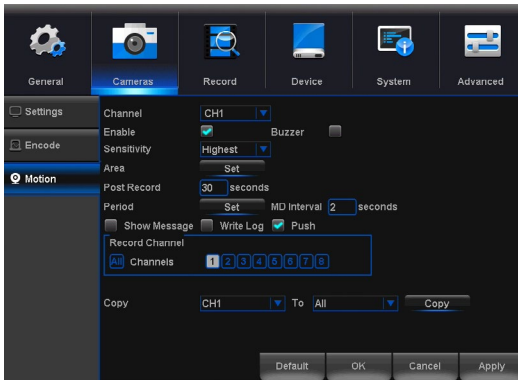 General Cameras Record Device System Advanced
Settings
Encode
Motion
Channel CH1
Enable Buzzer
Sensitivity Highest
Area Set
Post Record 30 seconds
Period Set MD Interval 2 seconds
Show Message Write Log Push
Record Channel
All Channels 1 2 3 4 5 6 7 8
Copy CH1 To All Copy
Default OK Cancel Apply